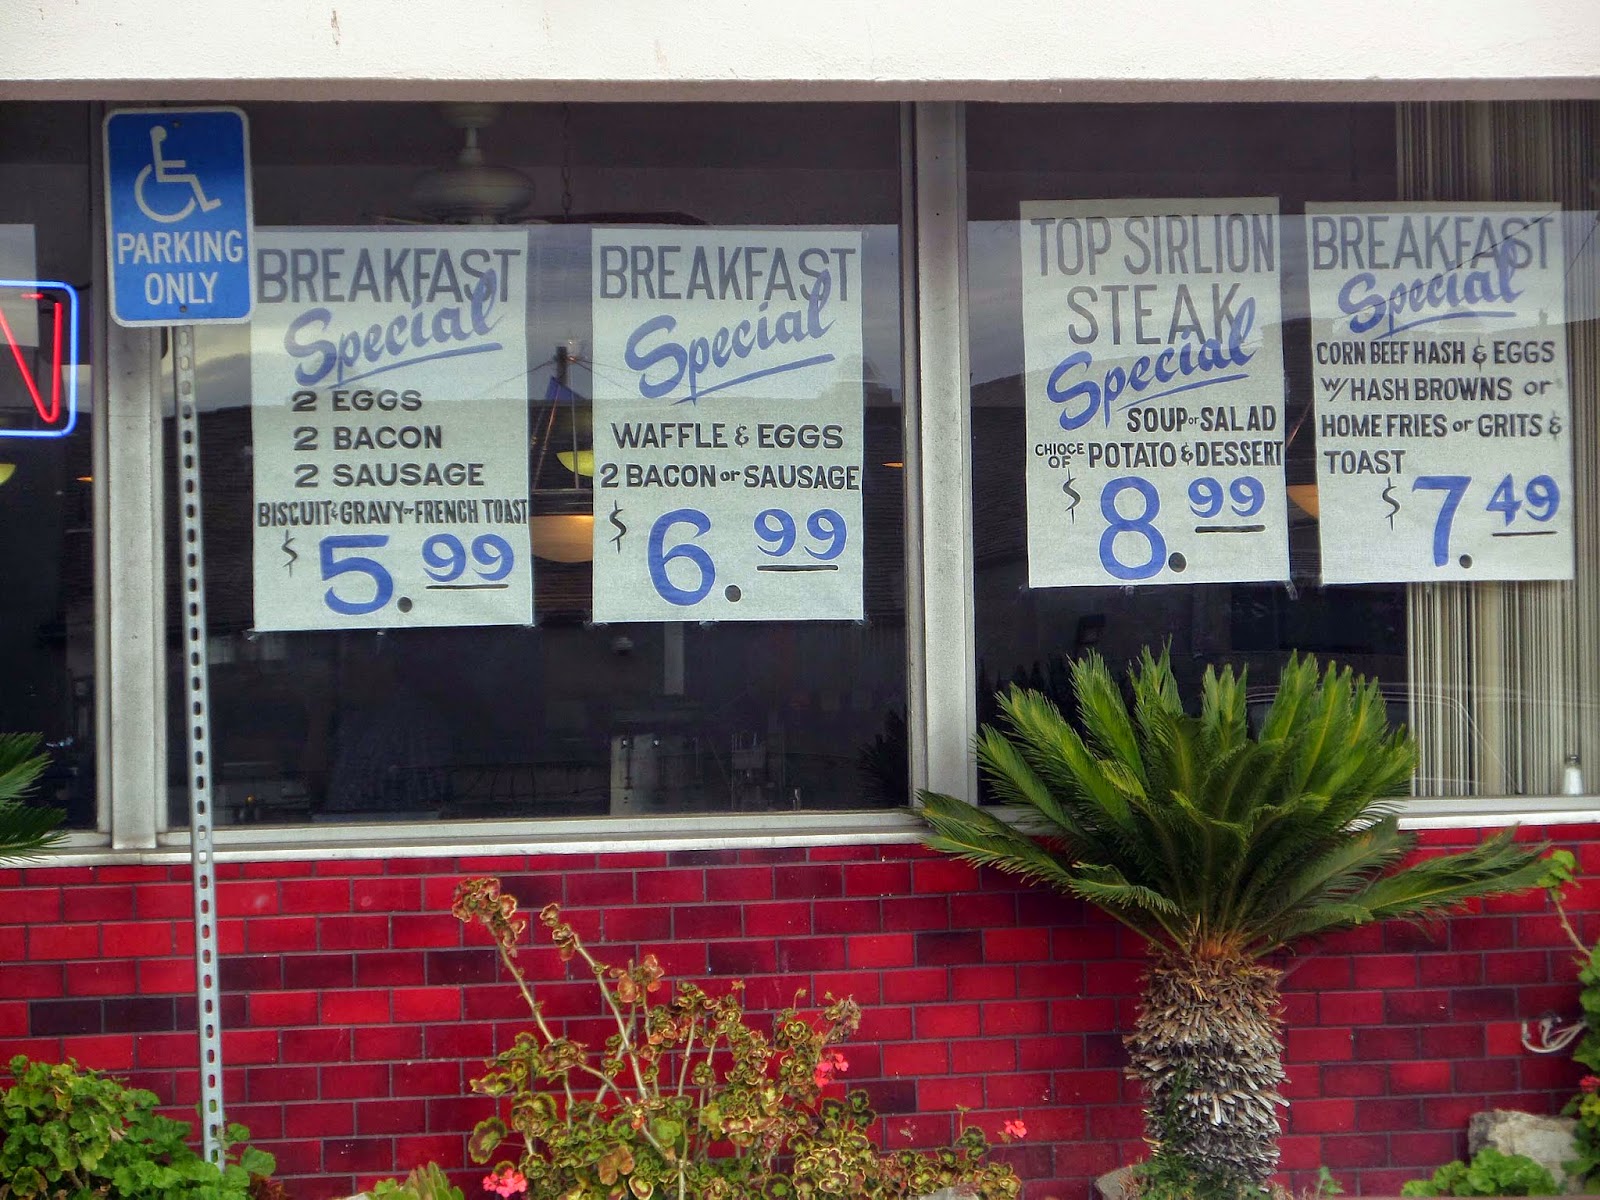 PARKING
ONLY
BREAKFAST
Special
2 EGGS
2 BACON
2 SAUSAGE
BISCUIT & GRAVY or FRENCH TOAST
$5.99
BREAKFAST
Special
WAFFLE & EGGS
2 BACON or SAUSAGE
$6.99
TOP SIRLION
STEAK
Special
SOUP or SALAD
CHIOCE OF POTATO & DESSERT
$8.99
BREAKFAST
Special
CORN BEEF HASH & EGGS
W/ HASH BROWNS or
HOME FRIES or GRITS &
TOAST
$7.49